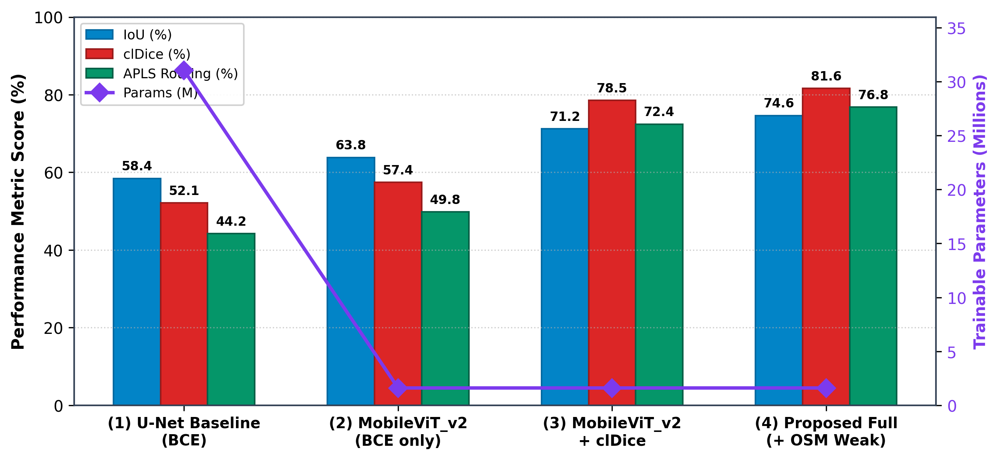 Performance Metric Score (%)
100
80
60
40
20
0
IoU (%)
clDice (%)
APLS Routing (%)
Params (M)
58.4
52.1
44.2
63.8
57.4
49.8
71.2
78.5
72.4
74.6
81.6
76.8
35
30
25
20
15
10
5
0
Trainable Parameters (Millions)
(1) U-Net Baseline
(BCE)
(2) MobileViT_v2
(BCE only)
(3) MobileViT_v2
+ clDice
(4) Proposed Full
(+ OSM Weak)